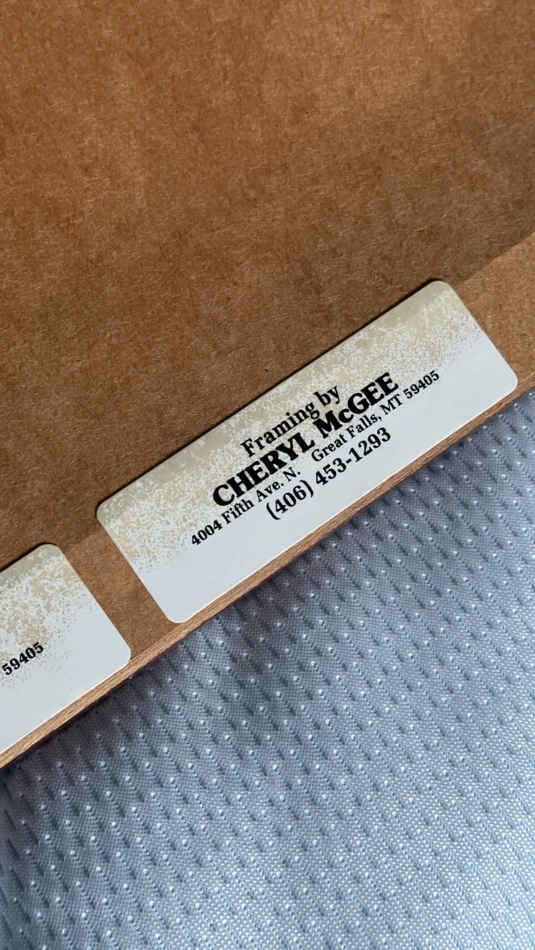 Framing by
CHERYL McGEE
4004 Fifth Ave. N. Great Falls, MT 59405
(406) 453-1293
59405